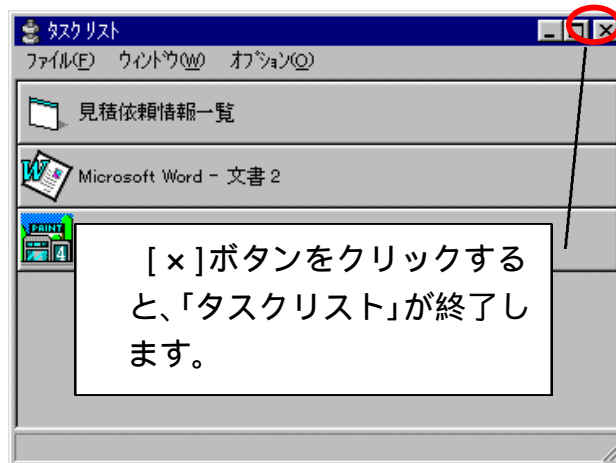 タスクリスト
ファイル(F) ウィンドウ(W) オプション(O)
見積依頼情報一覧
Microsoft Word - 文書 2
PAINT
4
[×]ボタンをクリックする
と、「タスクリスト」が終了し
ます。